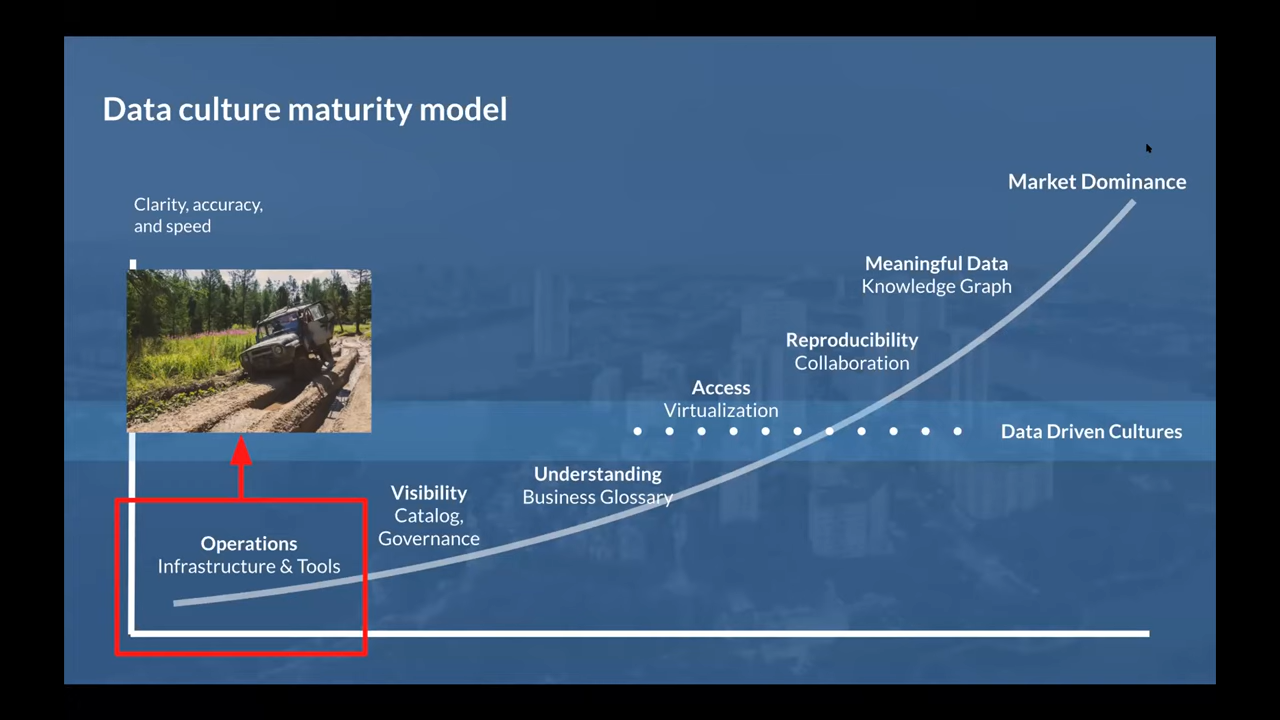 Data culture maturity model
Clarity, accuracy,
and speed
Market Dominance
Meaningful Data
Knowledge Graph
Reproducibility
Collaboration
Access
Virtualization
Data Driven Cultures
Understanding
Business Glossary
Visibility
Catalog,
Governance
Operations
Infrastructure & Tools